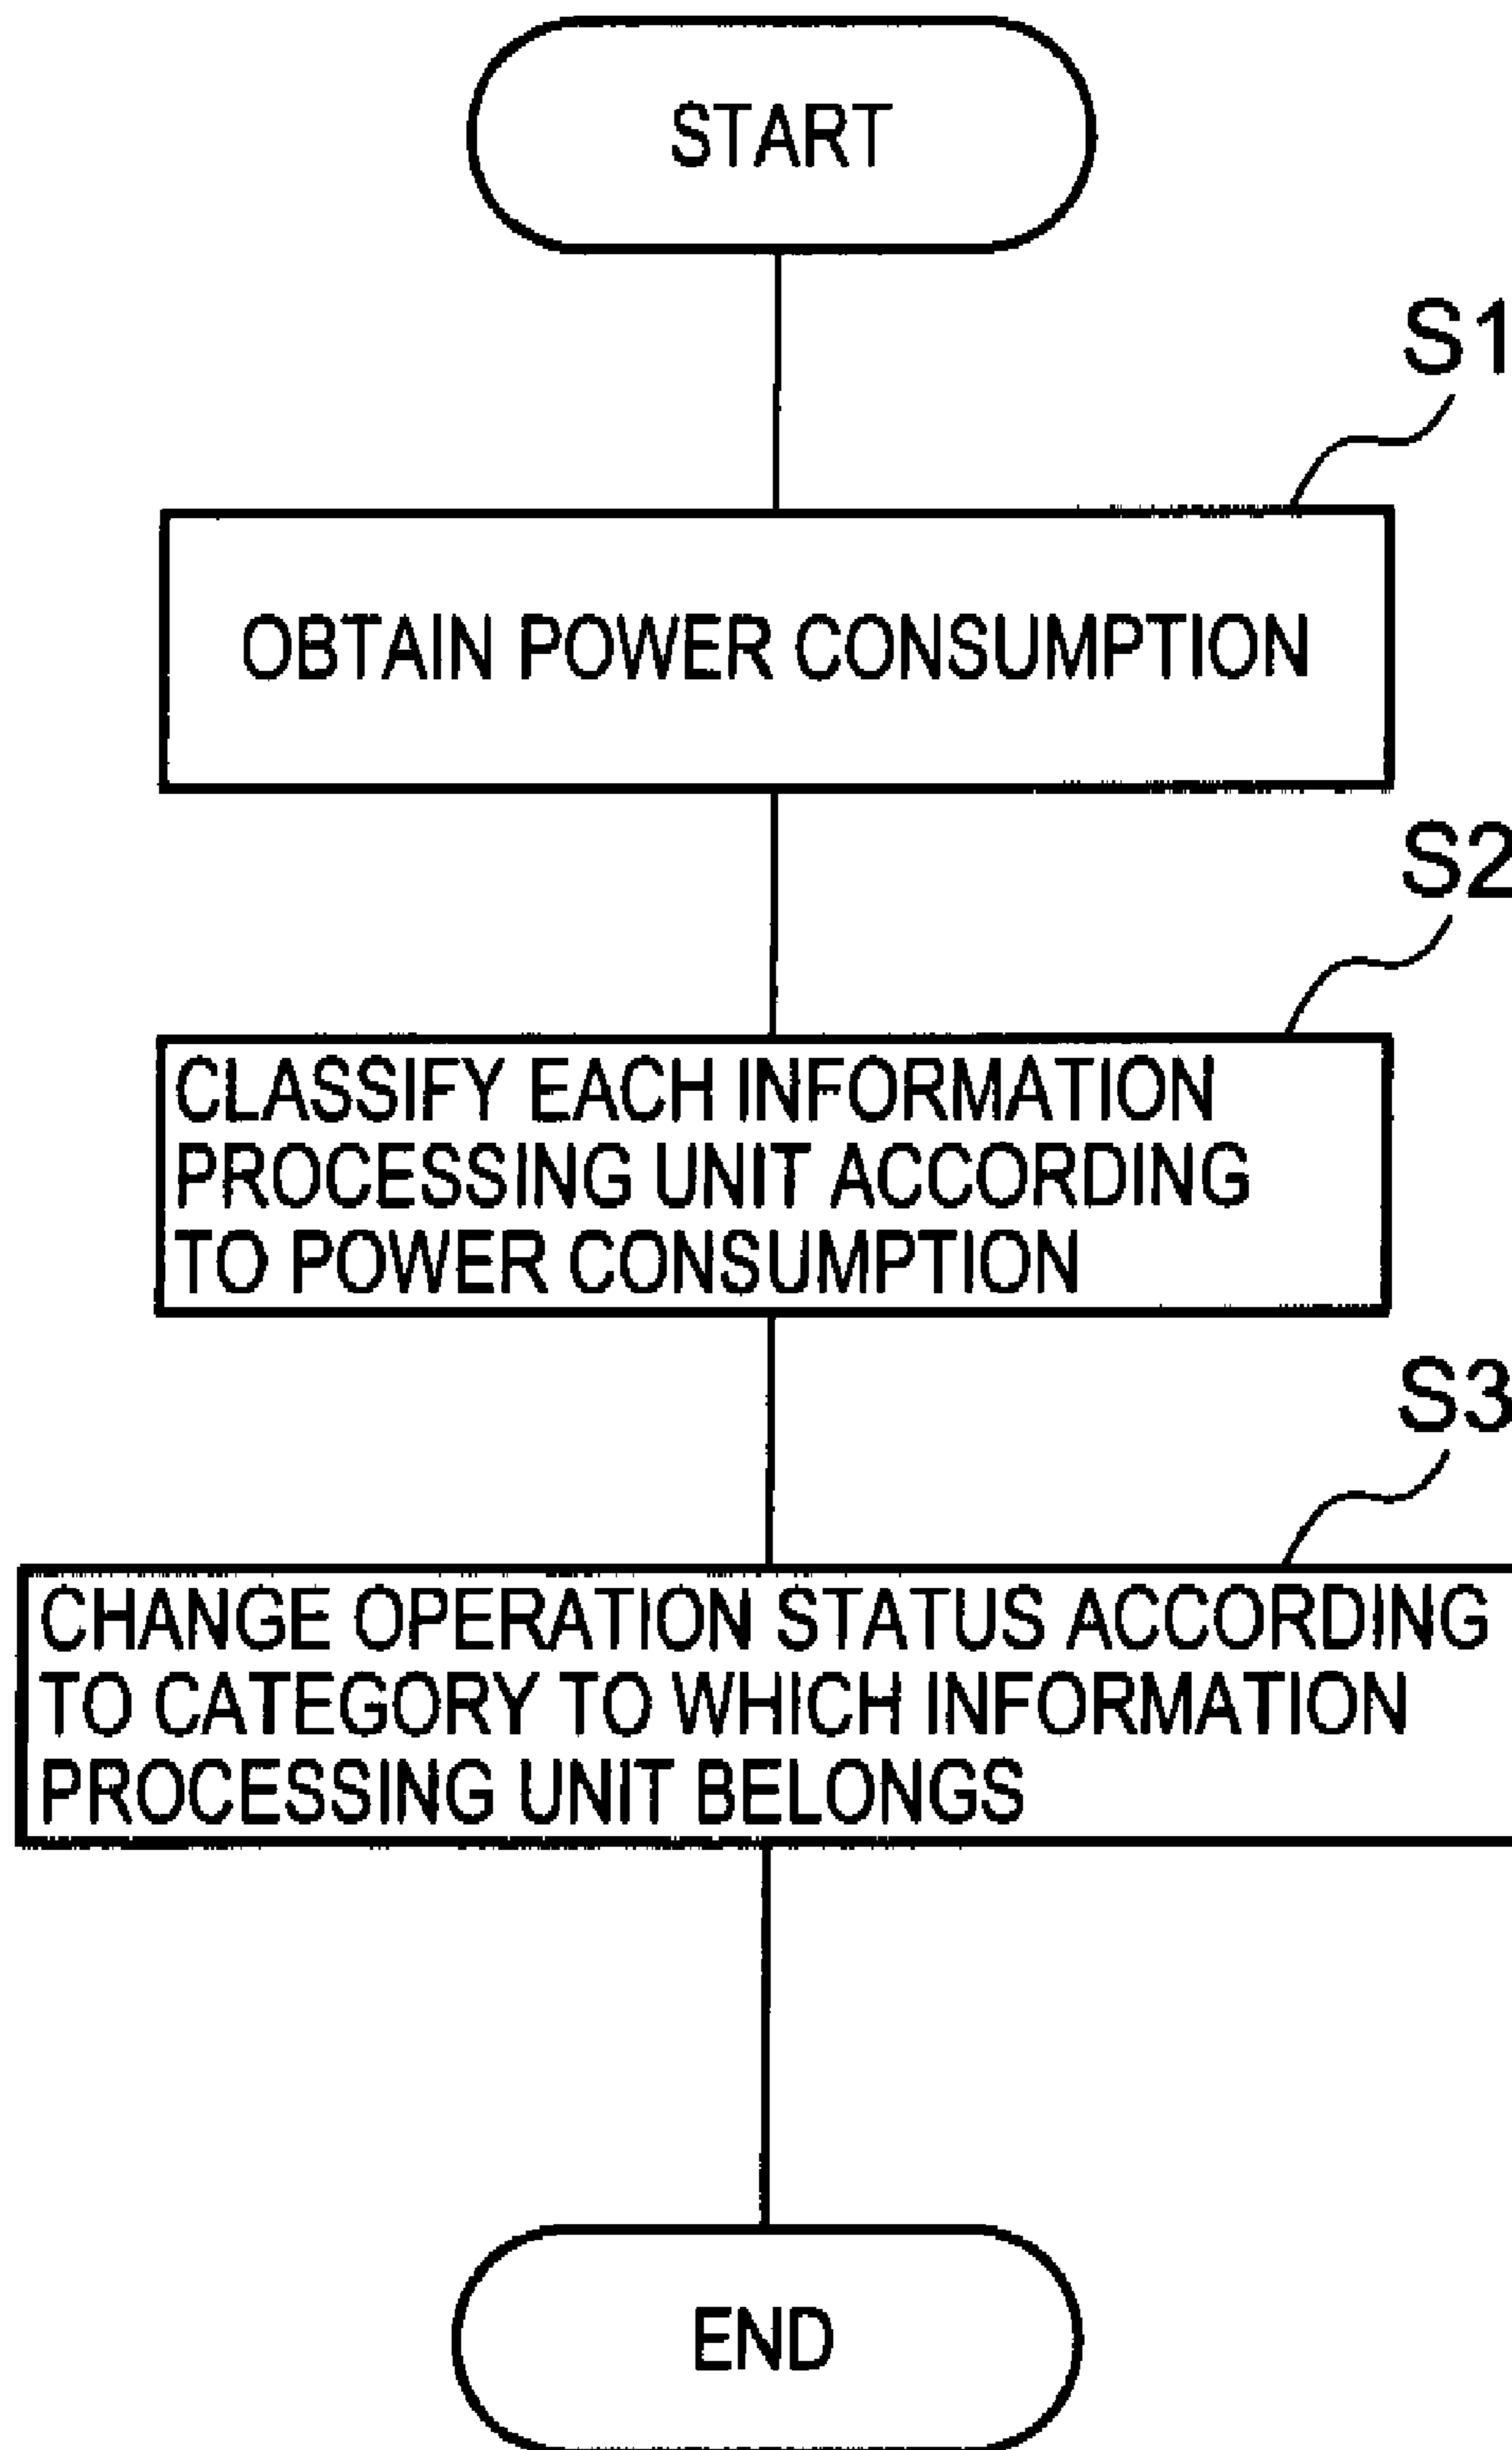 START
S1
OBTAIN POWER CONSUMPTION
S2
CLASSIFY EACH INFORMATION
PROCESSING UNIT ACCORDING
TO POWER CONSUMPTION
S3
CHANGE OPERATION STATUS ACCORDING
TO CATEGORY TO WHICH INFORMATION
PROCESSING UNIT BELONGS
END